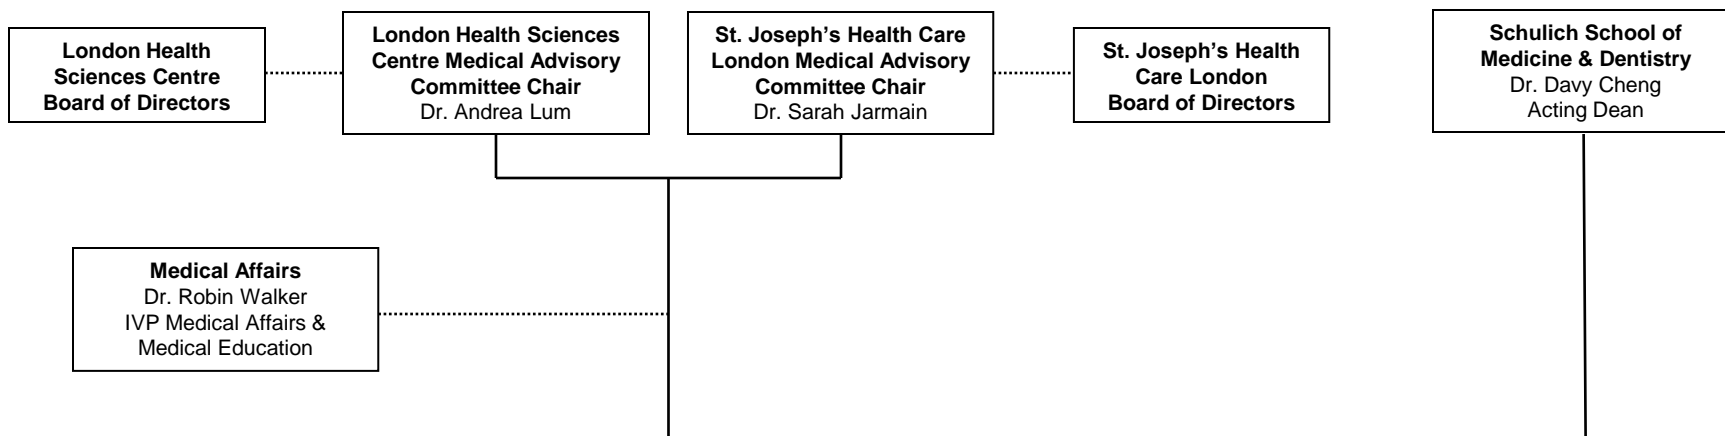 London Health
Sciences Centre
Board of Directors
London Health Sciences
Centre Medical Advisory
Committee Chair
Dr. Andrea Lum
St. Joseph's Health Care
London Medical Advisory
Committee Chair
Dr. Sarah Jarmain
St. Joseph's Health
Care London
Board of Directors
Schulich School of
Medicine & Dentistry
Dr. Davy Cheng
Acting Dean
Medical Affairs
Dr. Robin Walker
IVP Medical Affairs &
Medical Education